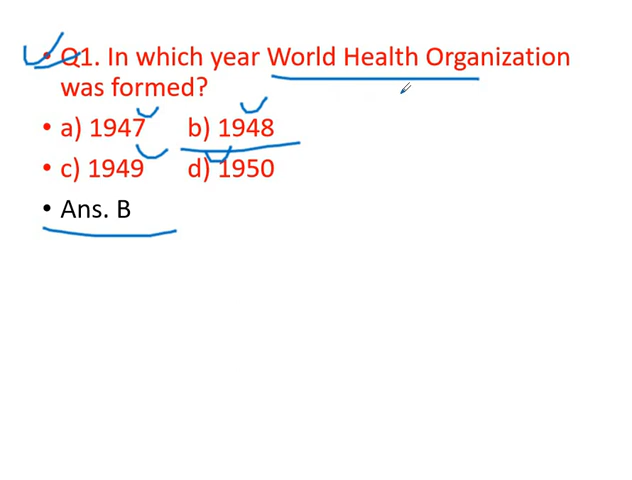 • Q1. In which year World Health Organization
was formed?
• a) 1947 b) 1948
• c) 1949 d) 1950
• Ans. B